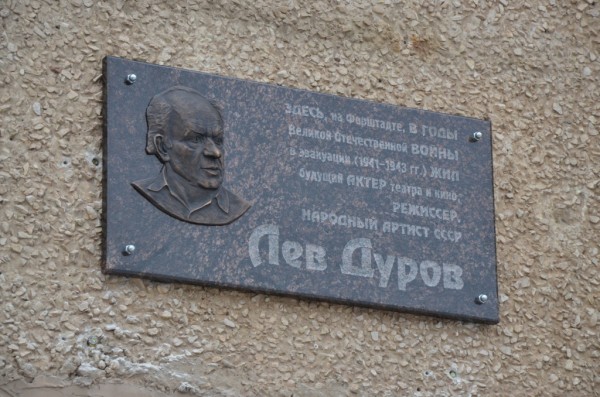 ЗДЕСЬ, на Форштадте, В ГОДЫ
Великой Отечественной ВОЙНЫ
в эвакуации (1941-1943 гг.) ЖИЛ
будущий АКТЕР театра и кино,
РЕЖИССЕР,
НАРОДНЫЙ АРТИСТ СССР
Лев Дуров